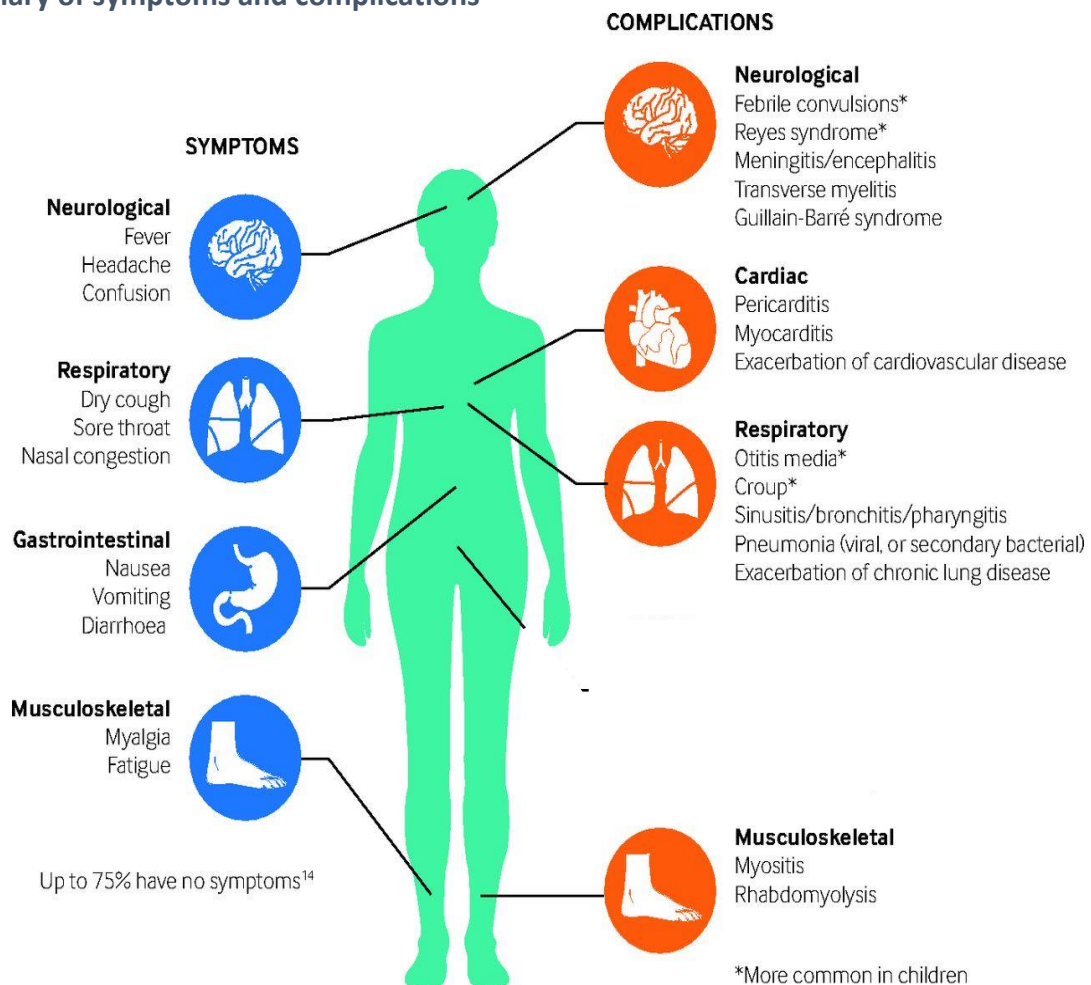 of symptoms and complications
SYMPTOMS
Neurological
Fever
Headache
Confusion
Respiratory
Dry cough
Sore throat
Nasal congestion
Gastrointestinal
Nausea
Vomiting
Diarrhoea
Musculoskeletal
Myalgia
Fatigue
Up to 75% have no symptoms¹⁴
COMPLICATIONS
Neurological
Febrile convulsions*
Reyes syndrome*
Meningitis/encephalitis
Transverse myelitis
Guillain-Barré syndrome
Cardiac
Pericarditis
Myocarditis
Exacerbation of cardiovascular disease
Respiratory
Otitis media*
Croup*
Sinusitis/bronchitis/pharyngitis
Pneumonia (viral, or secondary bacterial)
Exacerbation of chronic lung disease
Musculoskeletal
Myositis
Rhabdomyolysis
*More common in children